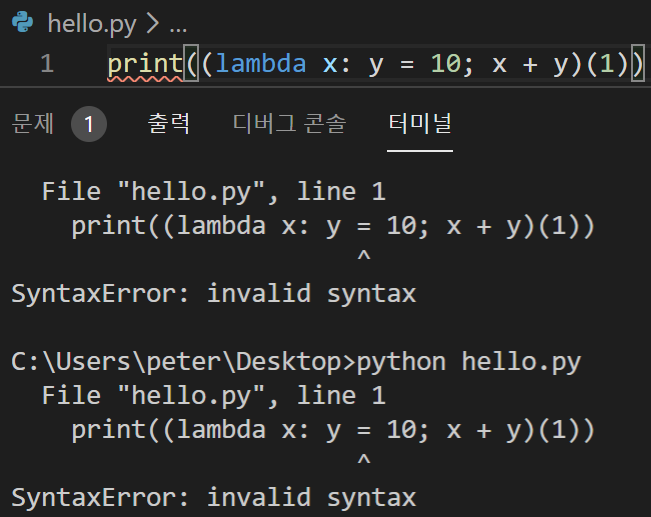 hello.py > ...
1 print((lambda x: y = 10; x + y)(1))
문제 1 출력 디버그 콘솔 터미널
File "hello.py", line 1
print((lambda x: y = 10; x + y)(1))
^
SyntaxError: invalid syntax
C:\Users\peter\Desktop>python hello.py
File "hello.py", line 1
print((lambda x: y = 10; x + y)(1))
^
SyntaxError: invalid syntax